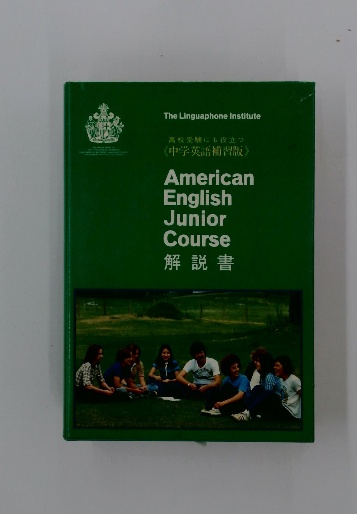 The Linguaphone Institute
高校受験にも役立つ
《中学英語補習版》
American
English
Junior
Course
解説書